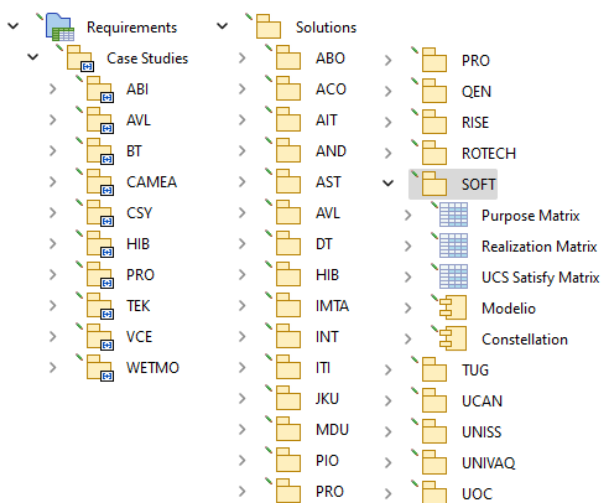 Requirements
Case Studies
ABI
AVL
BT
CAMEA
CSY
HIB
PRO
TEK
VCE
WETMO
Solutions
ABO
ACO
AIT
AND
AST
AVL
DT
HIB
IMTA
INT
ITI
JKU
MDU
PIO
PRO
PRO
QEN
RISE
ROTECH
SOFT
Purpose Matrix
Realization Matrix
UCS Satisfy Matrix
Modelio
Constellation
TUG
UCAN
UNISS
UNIVAQ
UOC